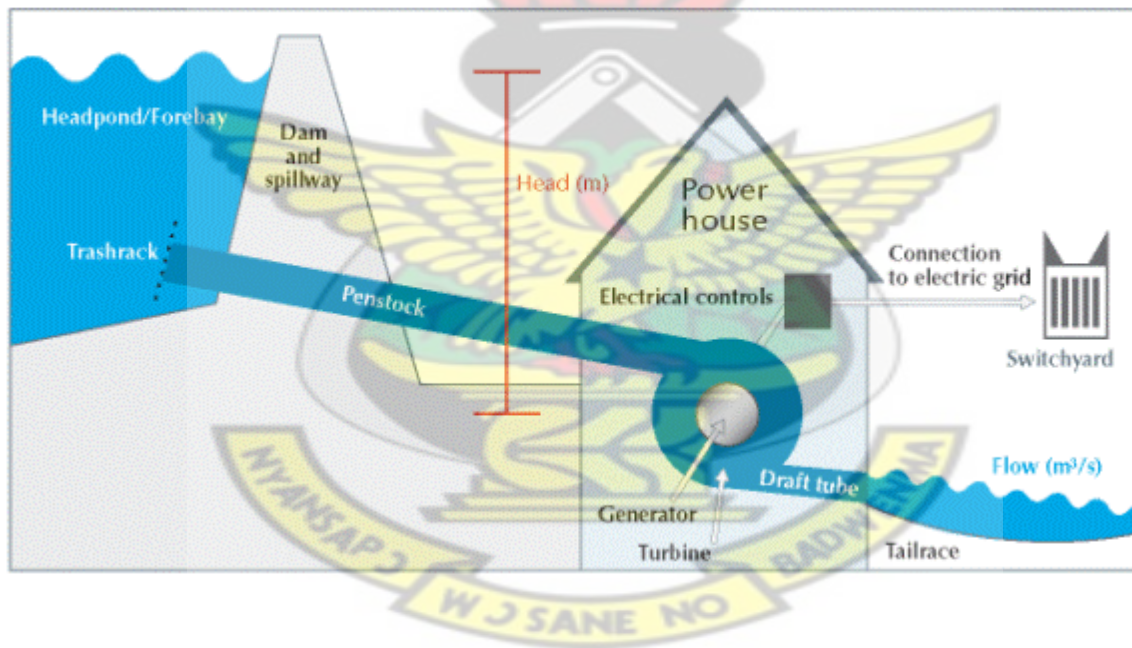 Headpond/Forebay
Dam
and
spillway
Head (m)
Power
house
Trashrack
Penstock
Electrical controls
Connection
to electric grid
Switchyard
Flow (m³/s)
Draft tube
Generator
Turbine
Tailrace
NYANSAPƆ
WƆSANE NO
BADWENMA